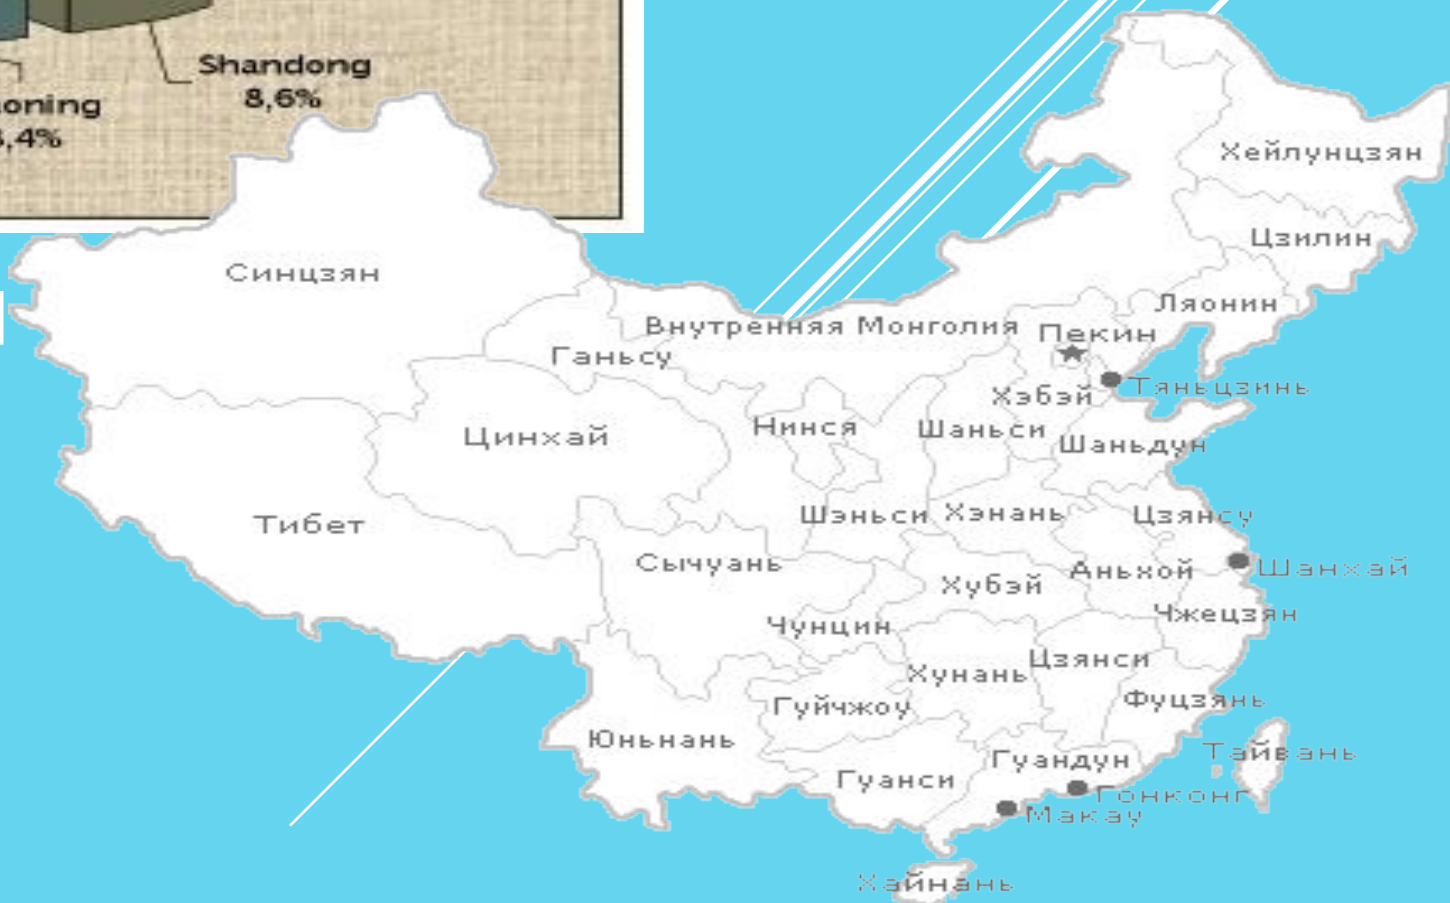 Shandong
8,6%
Хейлунцзян
Цзилин
Синцзян
Ляонин
Внутренняя Монголия
Пекин
Ганьсу
Тяньцзинь
Хэбэй
Нинся
Шаньси
Цинхай
Шаньдун
Шэньси
Хэнань
Цзянсу
Тибет
Сычуань
Аньхой
Шанхай
Хубэй
Чжецзян
Чунцин
Цзянси
Хунань
Фуцзянь
Гуйчжоу
Юньнань
Тайвань
Гуандун
Гуанси
Гонконг
Макау
Хайнань